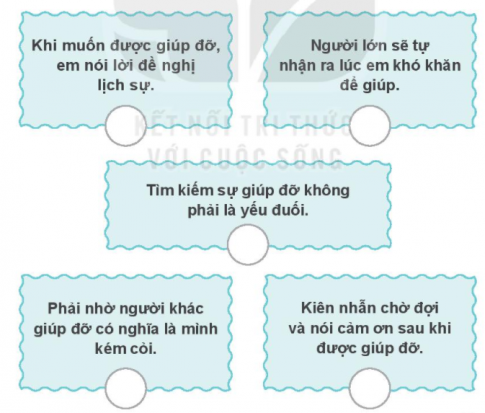 Khi muốn được giúp đỡ,
em nói lời đề nghị
lịch sự.
Người lớn sẽ tự
nhận ra lúc em khó khăn
để giúp.
KẾT NỐI TRI THỨC
VỚI CUỘC SỐNG
Tìm kiếm sự giúp đỡ không
phải là yếu đuối.
Phải nhờ người khác
giúp đỡ có nghĩa là mình
kém cỏi.
Kiên nhẫn chờ đợi
và nói cảm ơn sau khi
được giúp đỡ.